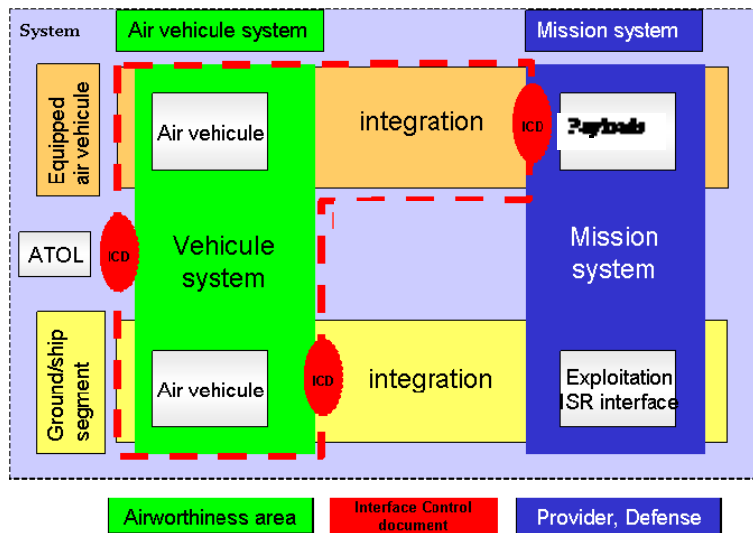 System
Air vehicule system
Mission system
Equipped
air vehicule
Air vehicule
integration
ICD
Payloads
ATOL
ICD
Vehicule
system
Mission
system
Ground/ship
segment
Air vehicule
ICD
integration
Exploitation
ISR interface
Airworthiness area
Interface Control
document
Provider, Defense